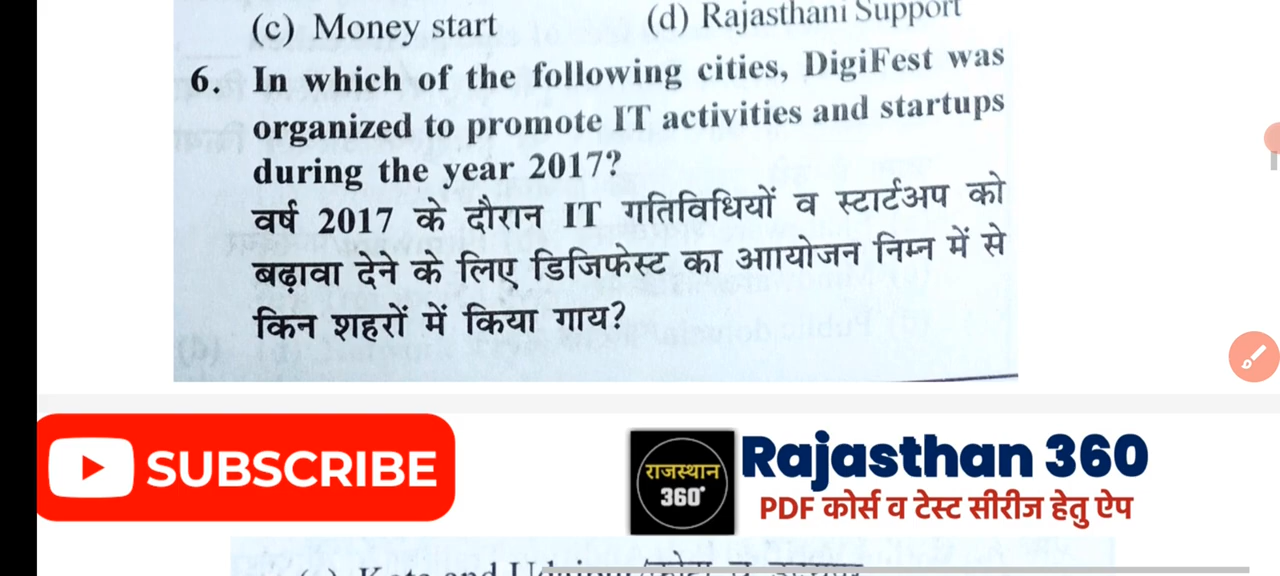 (c) Money start (d) Rajasthani Support
6. In which of the following cities, DigiFest was
organized to promote IT activities and startups
during the year 2017?
वर्ष 2017 के दौरान IT गतिविधियों व स्टार्टअप को
बढ़ावा देने के लिए डिजिफेस्ट का आायोजन निम्न में से
किन शहरों में किया गाय?
SUBSCRIBE
राजस्थान
360°
Rajasthan 360
PDF कोर्स व टेस्ट सीरीज हेतु ऐप